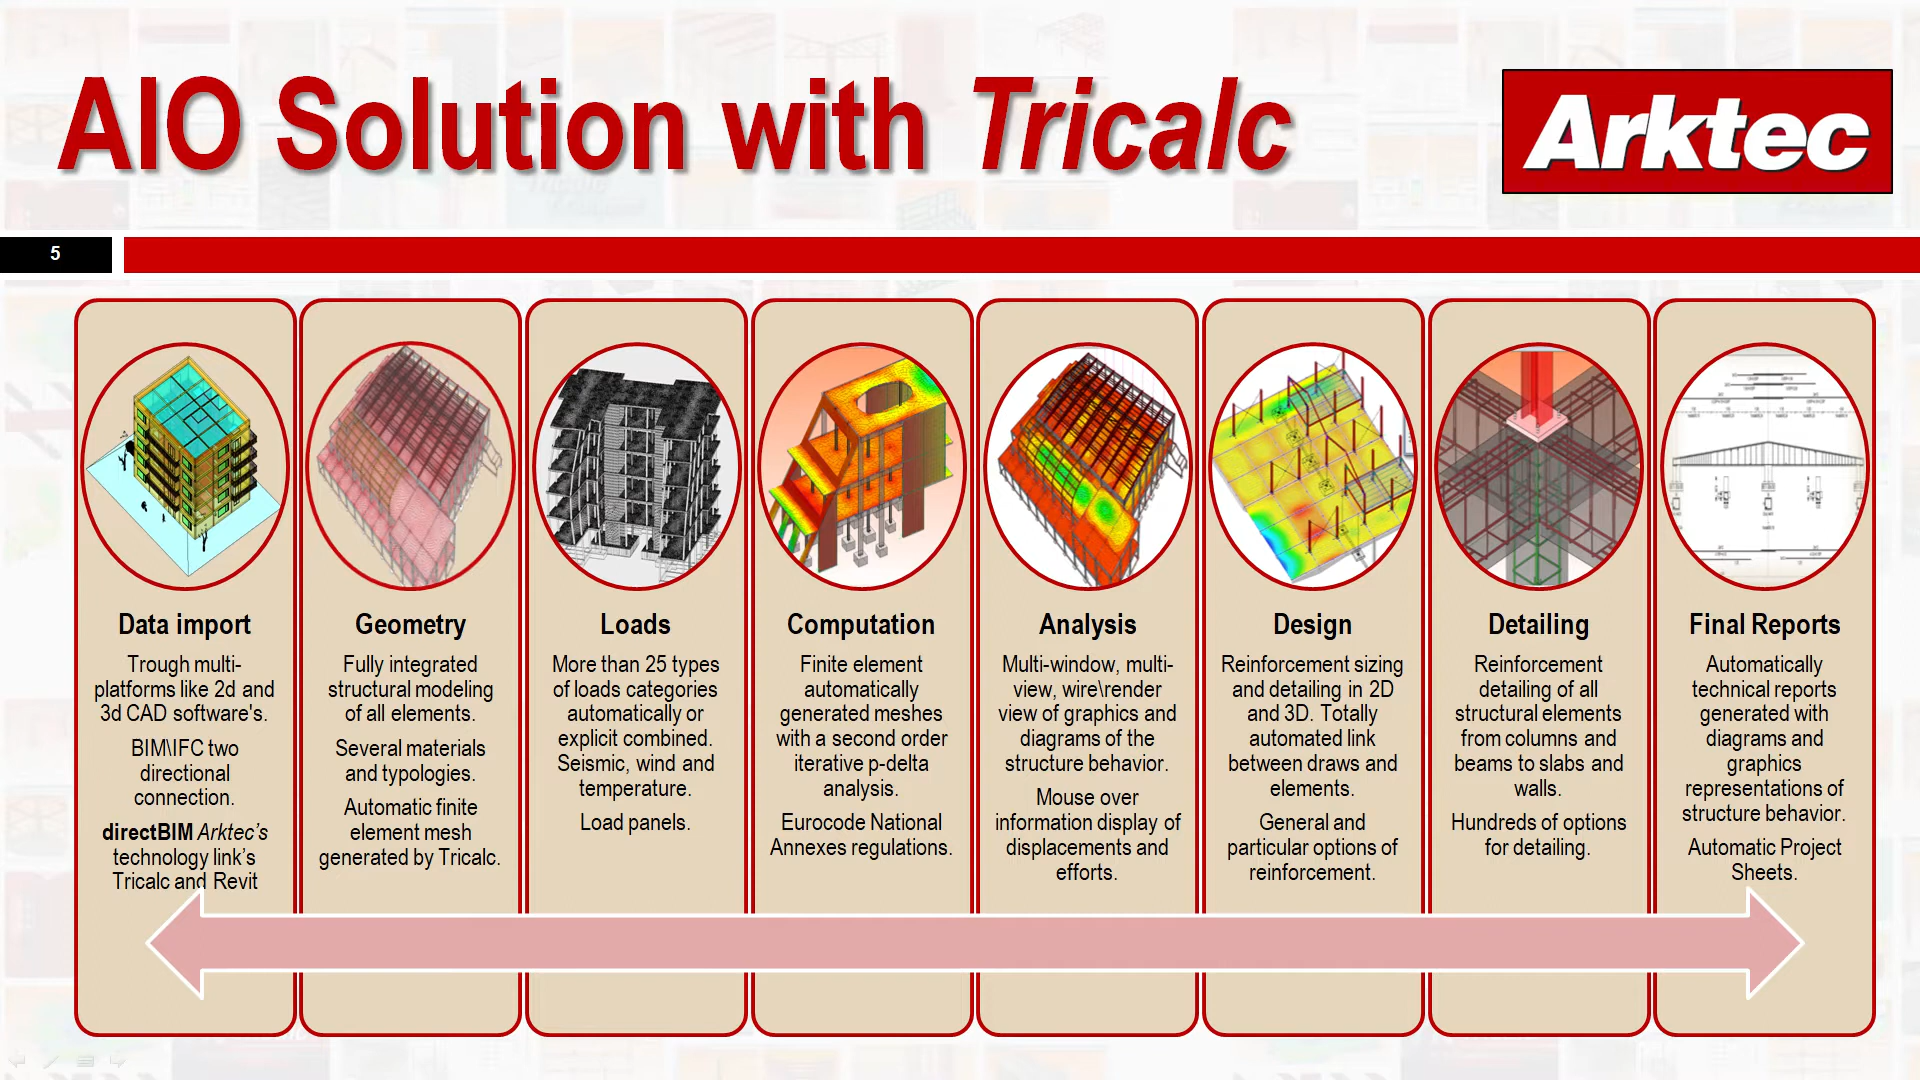 AIO Solution with Tricalc
Arktec
5
Data import
Trough multi-
platforms like 2d and
3d CAD software's.
BIM\IFC two
directional
connection.
directBIM Arktec's
technology link's
Tricalc and Revit
Geometry
Fully integrated
structural modeling
of all elements.
Several materials
and typologies.
Automatic finite
element mesh
generated by Tricalc.
Loads
More than 25 types
of loads categories
automatically or
explicit combined.
Seismic, wind and
temperature.
Load panels.
Computation
Finite element
automatically
generated meshes
with a second order
iterative p-delta
analysis.
Eurocode National
Annexes regulations.
Analysis
Multi-window, multi-
view, wire\render
view of graphics and
diagrams of the
structure behavior.
Mouse over
information display of
displacements and
efforts.
Design
Reinforcement sizing
and detailing in 2D
and 3D. Totally
automated link
between draws and
elements.
General and
particular options of
reinforcement.
Detailing
Reinforcement
detailing of all
structural elements
from columns and
beams to slabs and
walls.
Hundreds of options
for detailing.
Final Reports
Automatically
technical reports
generated with
diagrams and
graphics
representations of
structure behavior.
Automatic Project
Sheets.